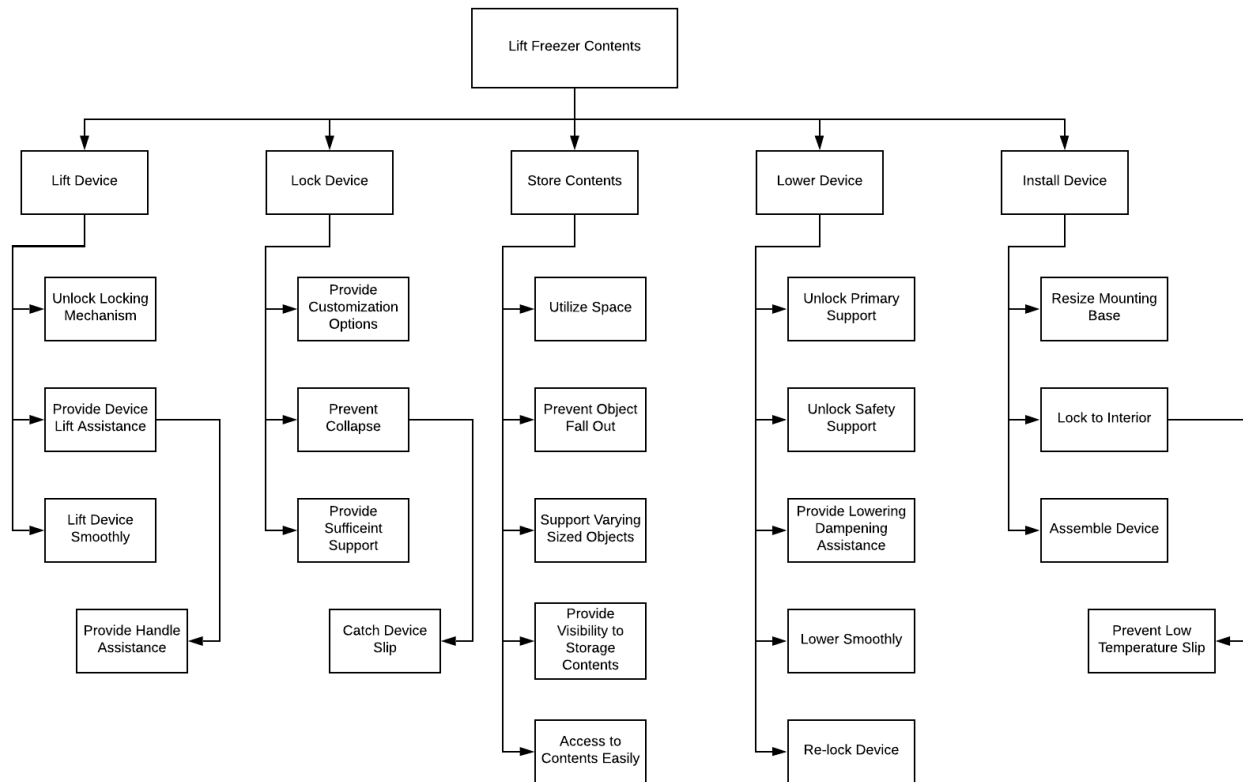 Lift Freezer Contents
Lift Device
Lock Device
Store Contents
Lower Device
Install Device
Unlock Locking
Mechanism
Provide
Customization
Options
Utilize Space
Unlock Primary
Support
Resize Mounting
Base
Provide Device
Lift Assistance
Prevent
Collapse
Prevent Object
Fall Out
Unlock Safety
Support
Lock to Interior
Lift Device
Smoothly
Provide
Sufficeint
Support
Support Varying
Sized Objects
Provide Lowering
Dampening
Assistance
Assemble Device
Provide Handle
Assistance
Catch Device
Slip
Provide
Visibility to
Storage
Contents
Lower Smoothly
Prevent Low
Temperature Slip
Access to
Contents Easily
Re-lock Device